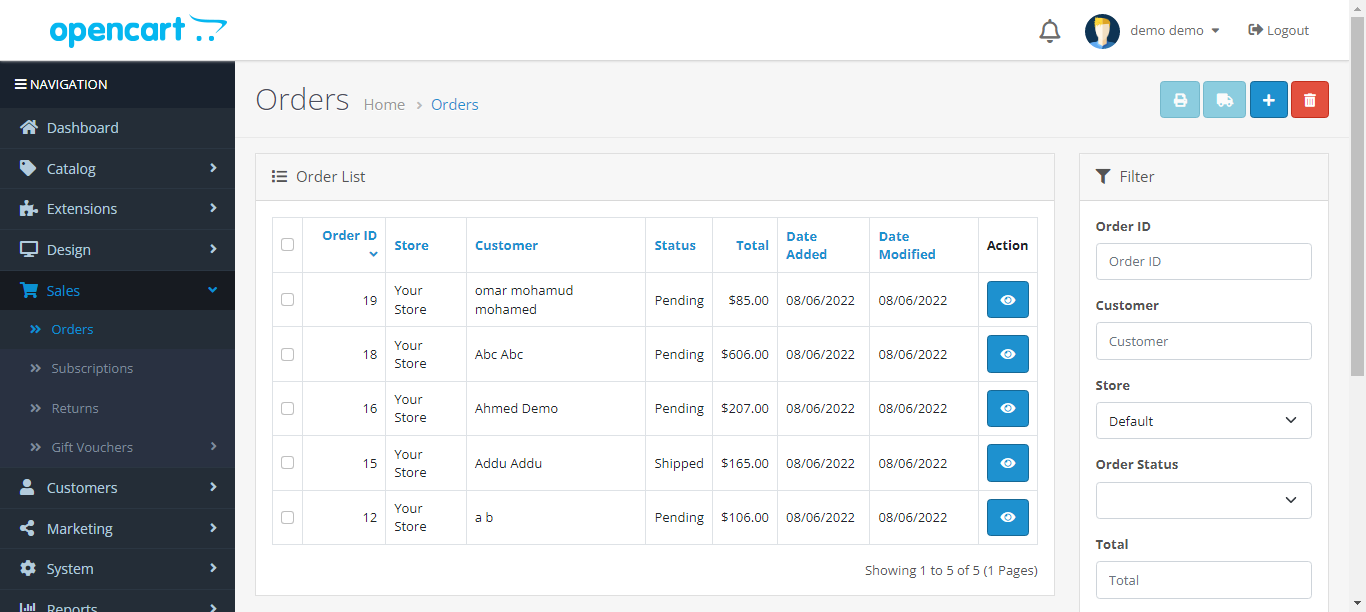 opencart
demo demo
Logout
NAVIGATION
Dashboard
Catalog
Extensions
Design
Sales
Orders
Subscriptions
Returns
Gift Vouchers
Customers
Marketing
System
Reports
Orders Home › Orders
Order List
Order ID Store Customer Status Total Date Added Date Modified Action
19 Your Store omar mohamud mohamed Pending $85.00 08/06/2022 08/06/2022
18 Your Store Abc Abc Pending $606.00 08/06/2022 08/06/2022
16 Your Store Ahmed Demo Pending $207.00 08/06/2022 08/06/2022
15 Your Store Addu Addu Shipped $165.00 08/06/2022 08/06/2022
12 Your Store a b Pending $106.00 08/06/2022 08/06/2022
Showing 1 to 5 of 5 (1 Pages)
Filter
Order ID
Order ID
Customer
Customer
Store
Default
Order Status
Total
Total